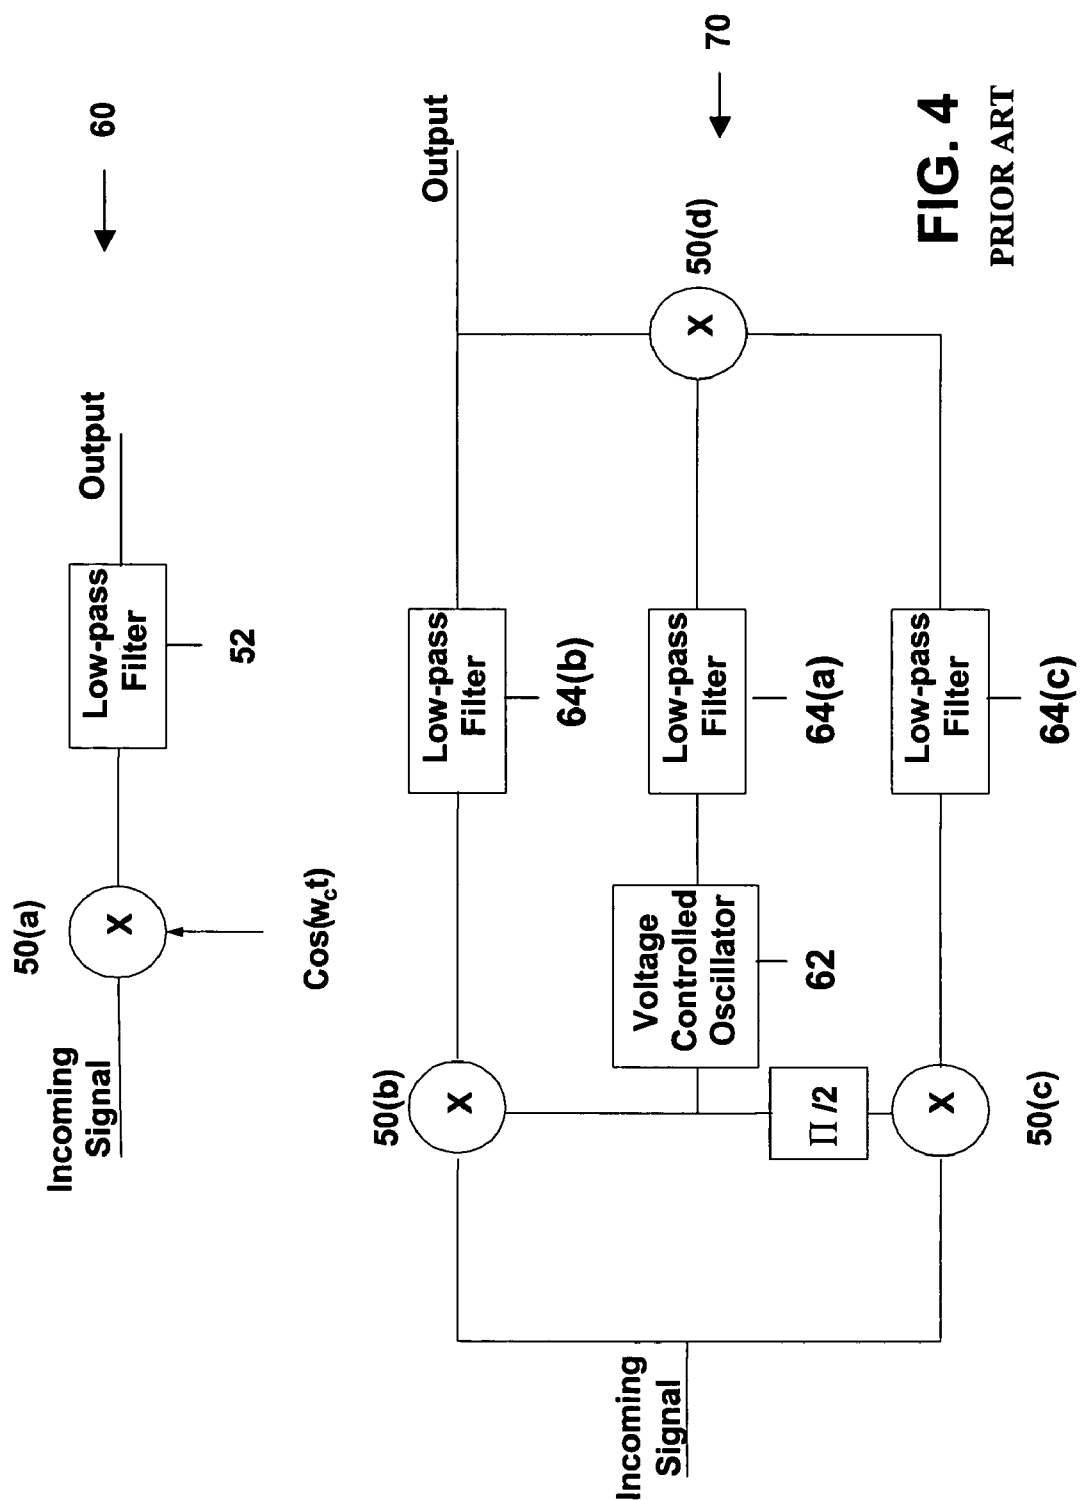 60
50(a)
Incoming
Signal
X
Low-pass
Filter
Output
52
Cos(w_ct)
50(b)
X
Low-pass
Filter
64(b)
Output
Incoming
Signal
Voltage
Controlled
Oscillator
62
Low-pass
Filter
64(a)
X
50(d)
70
Π/2
X
50(c)
Low-pass
Filter
64(c)
FIG. 4
PRIOR ART